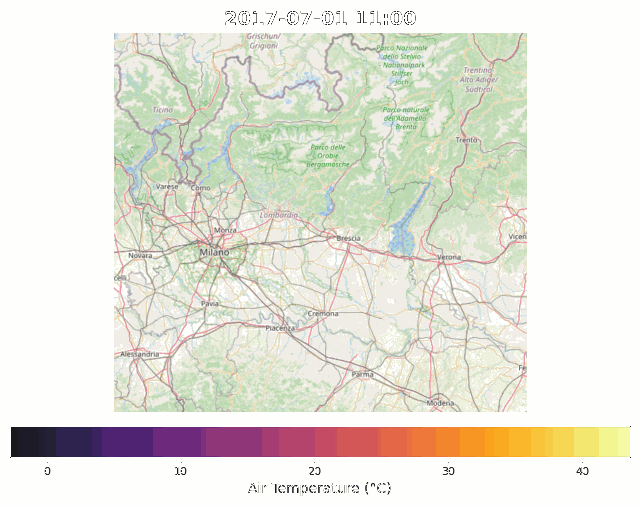 2017-07-01 11:00
Grischun/
Grigioni
Parco Nazionale
dello Stelvio-
Nationalpark
Stilfser
Joch
Trentino-
Alto Adige/
Südtirol
Ticino
Parco naturale
dell'Adamello
Brenta
Trento
Parco delle
Orobie
Bergamasche
Varese
Como
Lombardia
Monza
Brescia
Milano
Novara
Verona
Vicen
celli
Pavia
Cremona
Piacenza
Alessandria
Parma
Fe
Modena
0 10 20 30 40
Air Temperature (°C)